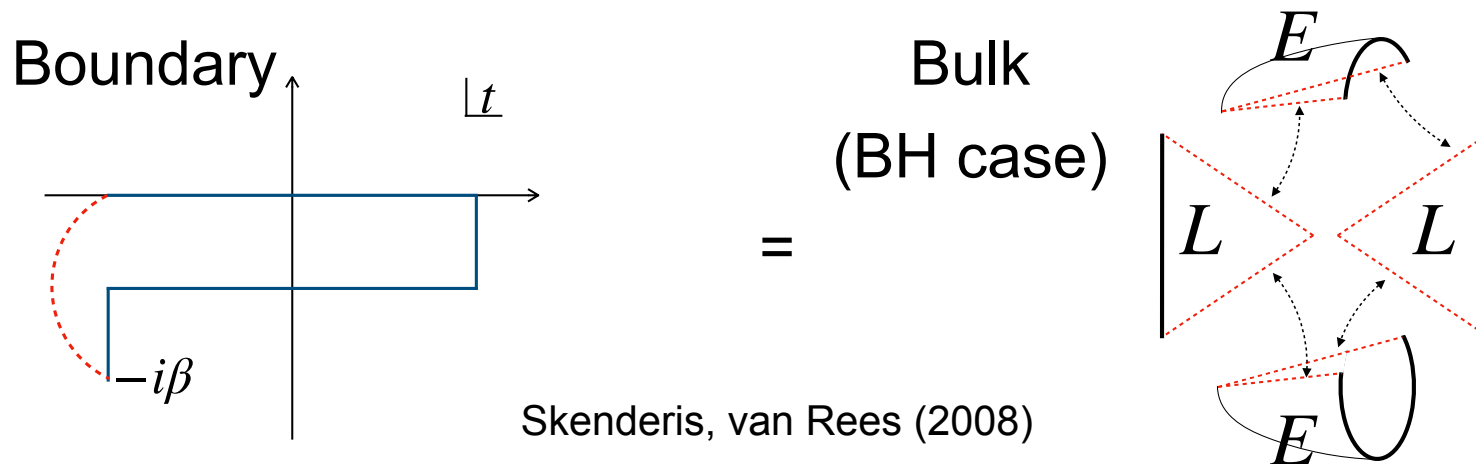 Boundary
t
−iβ
=
Bulk
(BH case)
E
L
L
E
Skenderis, van Rees (2008)